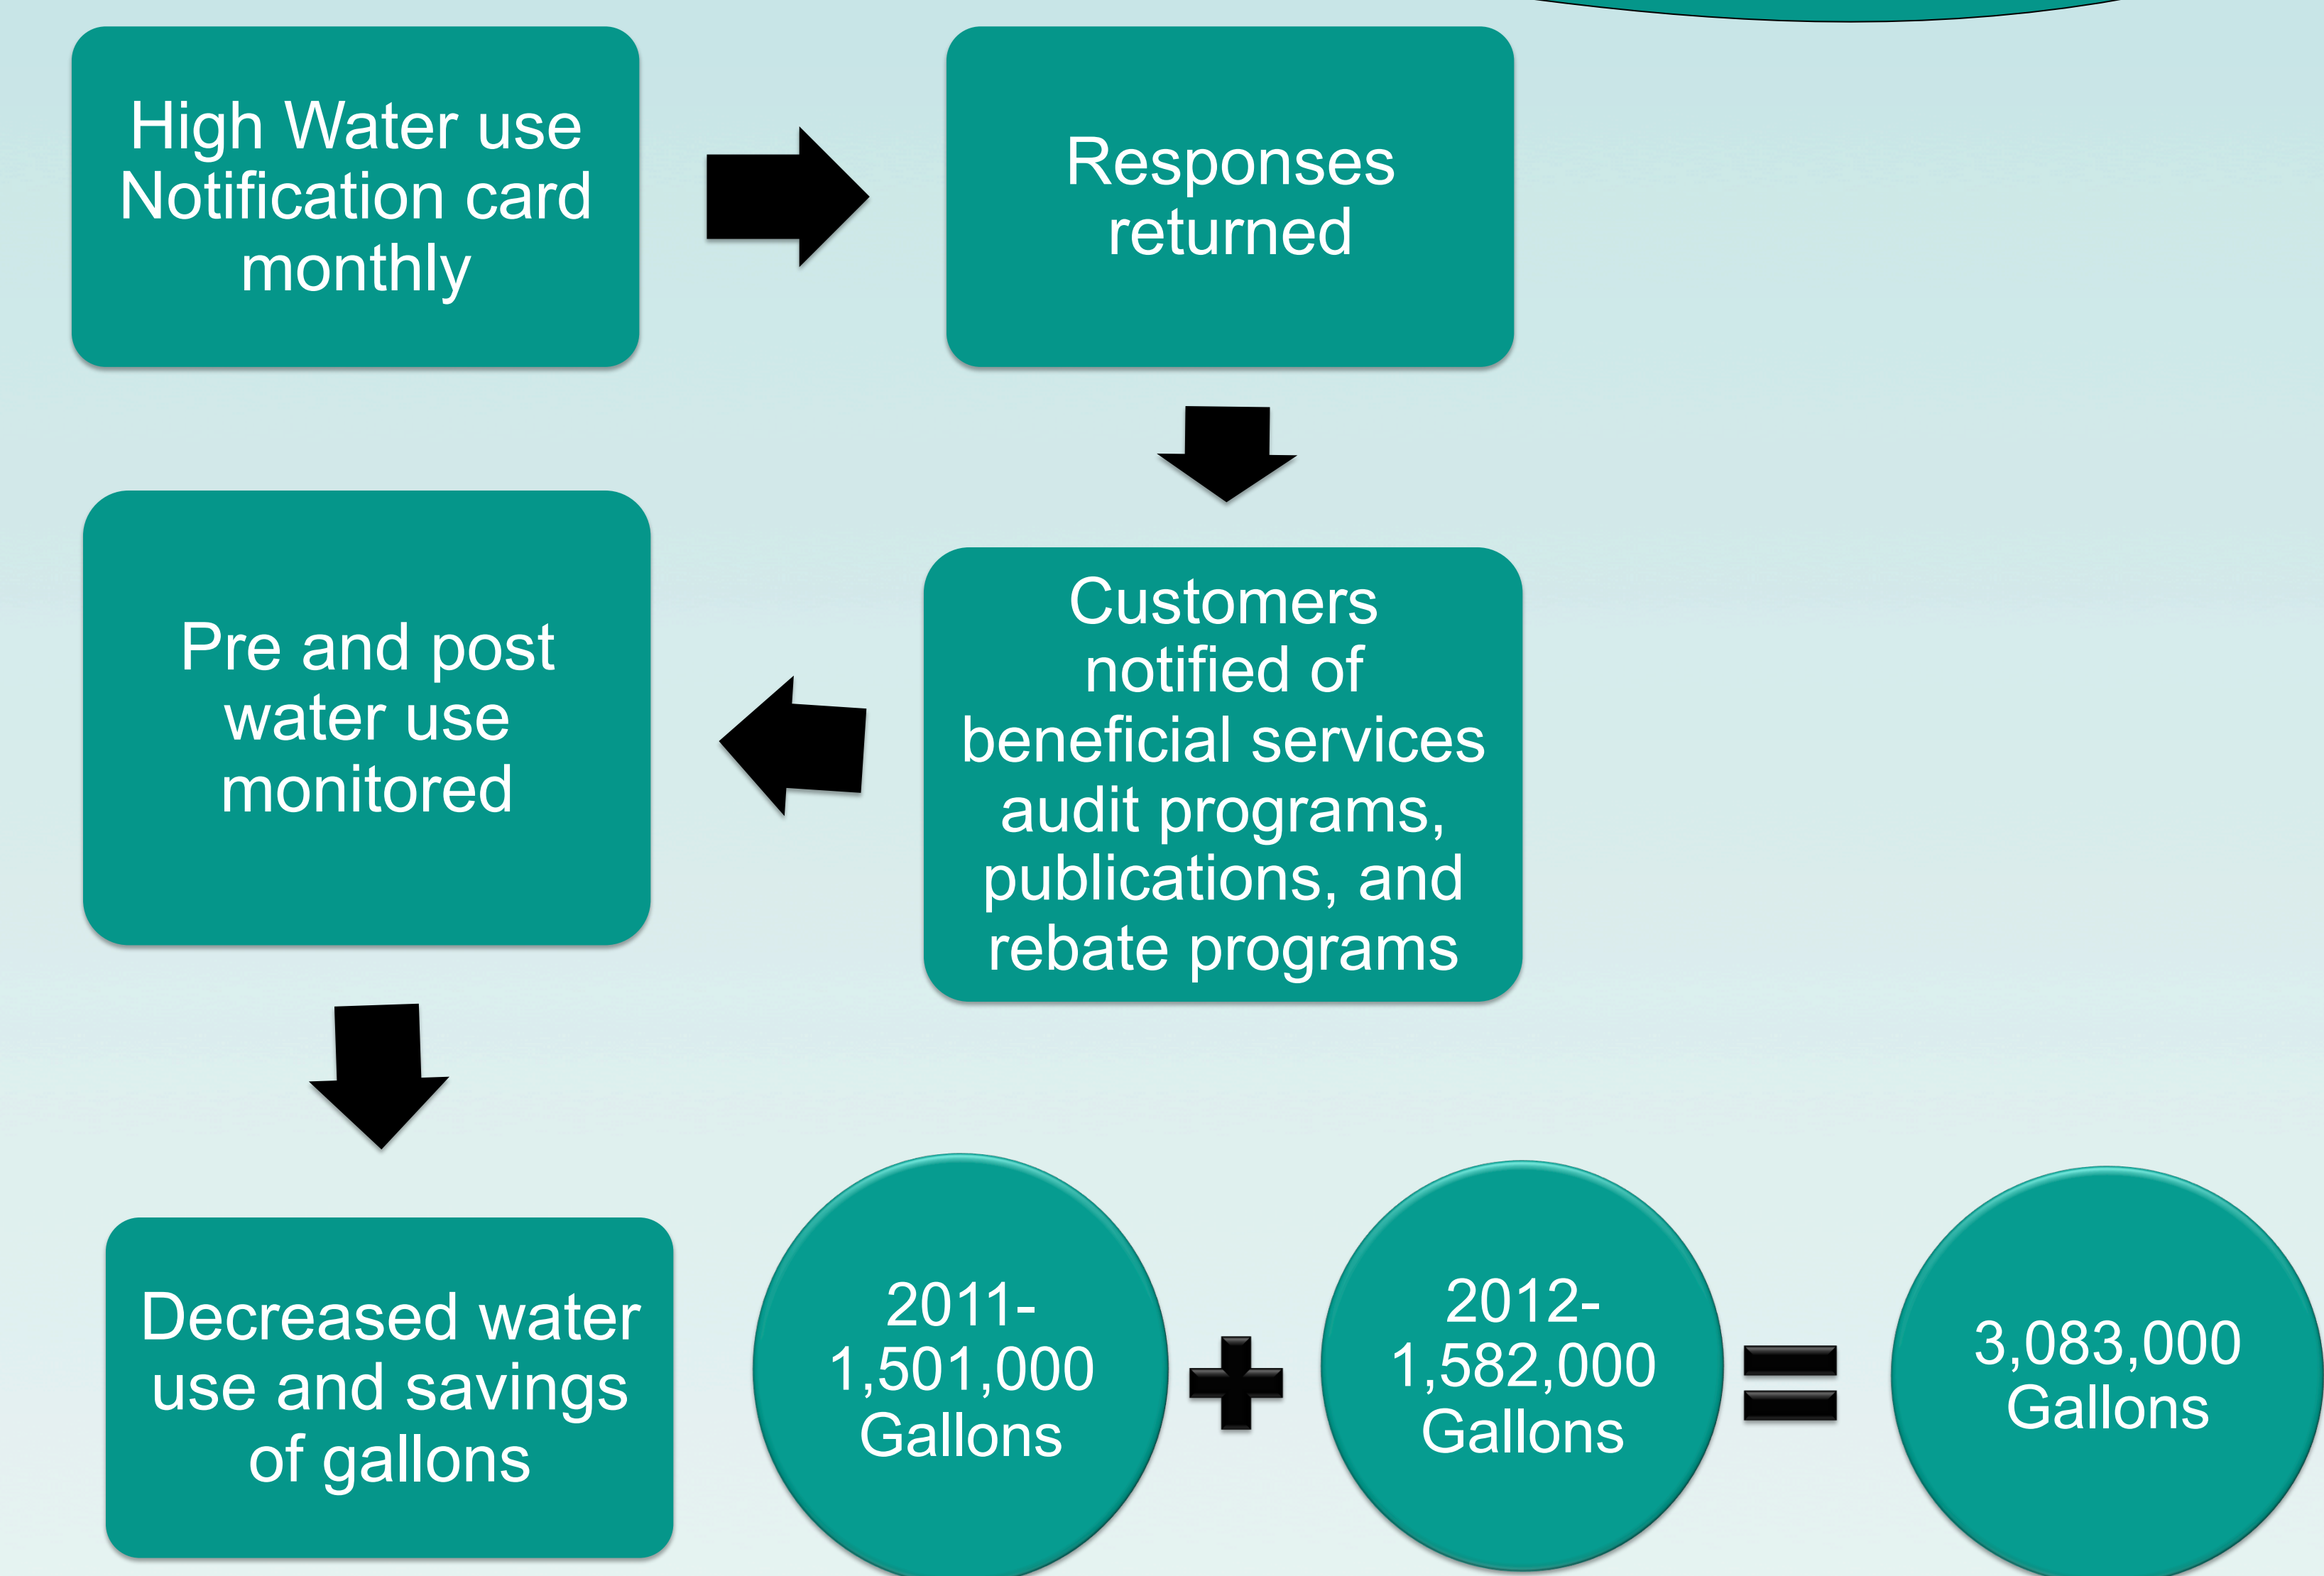 High Water use
Notification card
monthly
Responses
returned
Customers
notified of
beneficial services
audit programs,
publications, and
rebate programs
Pre and post
water use
monitored
Decreased water
use and savings
of gallons
2011-
1,501,000
Gallons
2012-
1,582,000
Gallons
3,083,000
Gallons